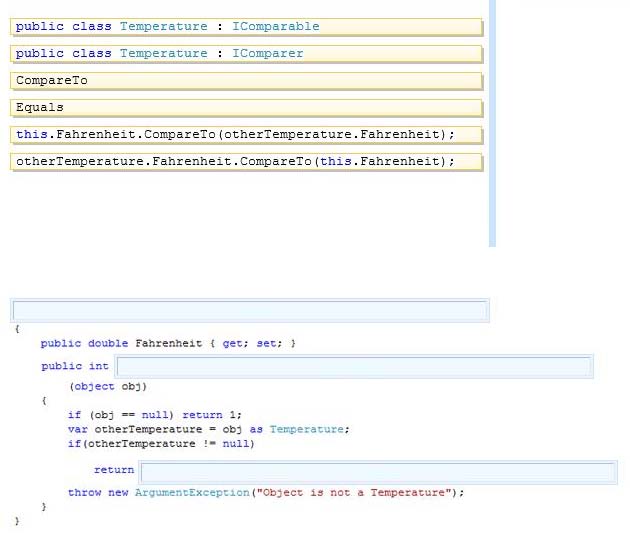 public class Temperature : IComparable
public class Temperature : IComparer
CompareTo
Equals
this.Fahrenheit.CompareTo(otherTemperature.Fahrenheit);
otherTemperature.Fahrenheit.CompareTo(this.Fahrenheit);
{
public double Fahrenheit { get; set; }
public int
(object obj)
{
if (obj == null) return 1;
var otherTemperature = obj as Temperature;
if(otherTemperature != null)
return
throw new ArgumentException("Object is not a Temperature");
}
}